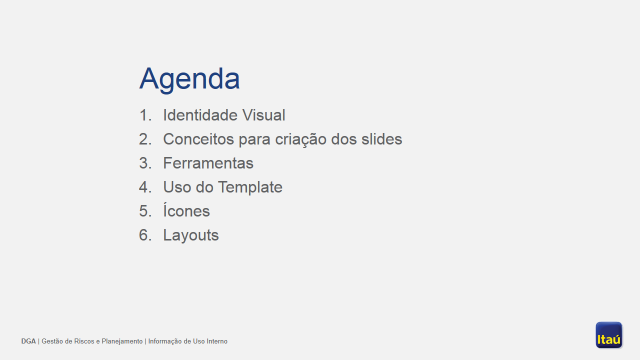 Agenda
1. Identidade Visual
2. Conceitos para criação dos slides
3. Ferramentas
4. Uso do Template
5. Ícones
6. Layouts
DGA | Gestão de Riscos e Planejamento | Informação de Uso Interno
Itaú